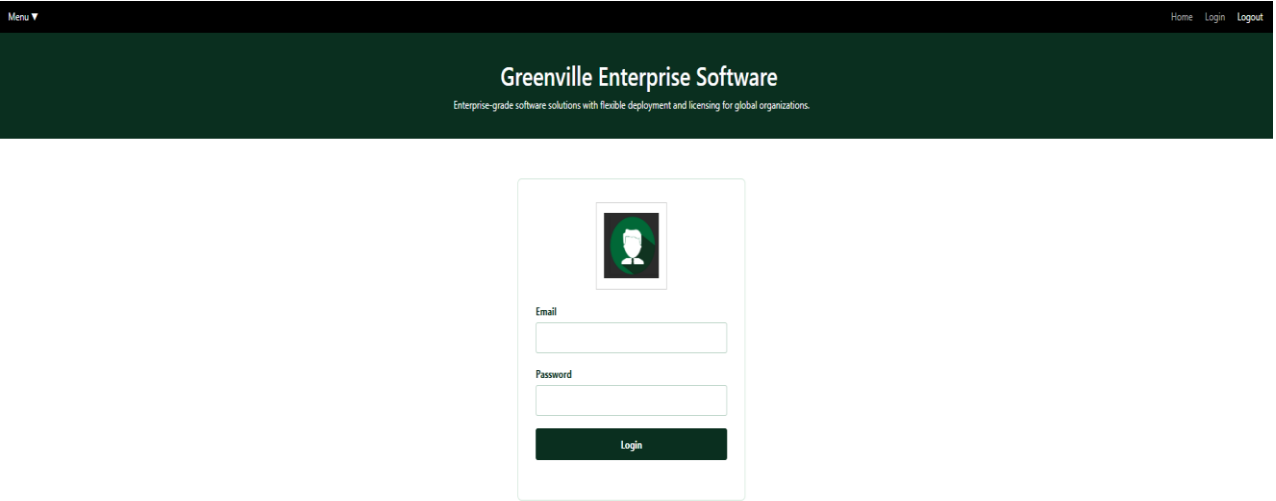 Menu ▼ Home Login Logout
Greenville Enterprise Software
Enterprise-grade software solutions with flexible deployment and licensing for global organizations.
Email
Password
Login